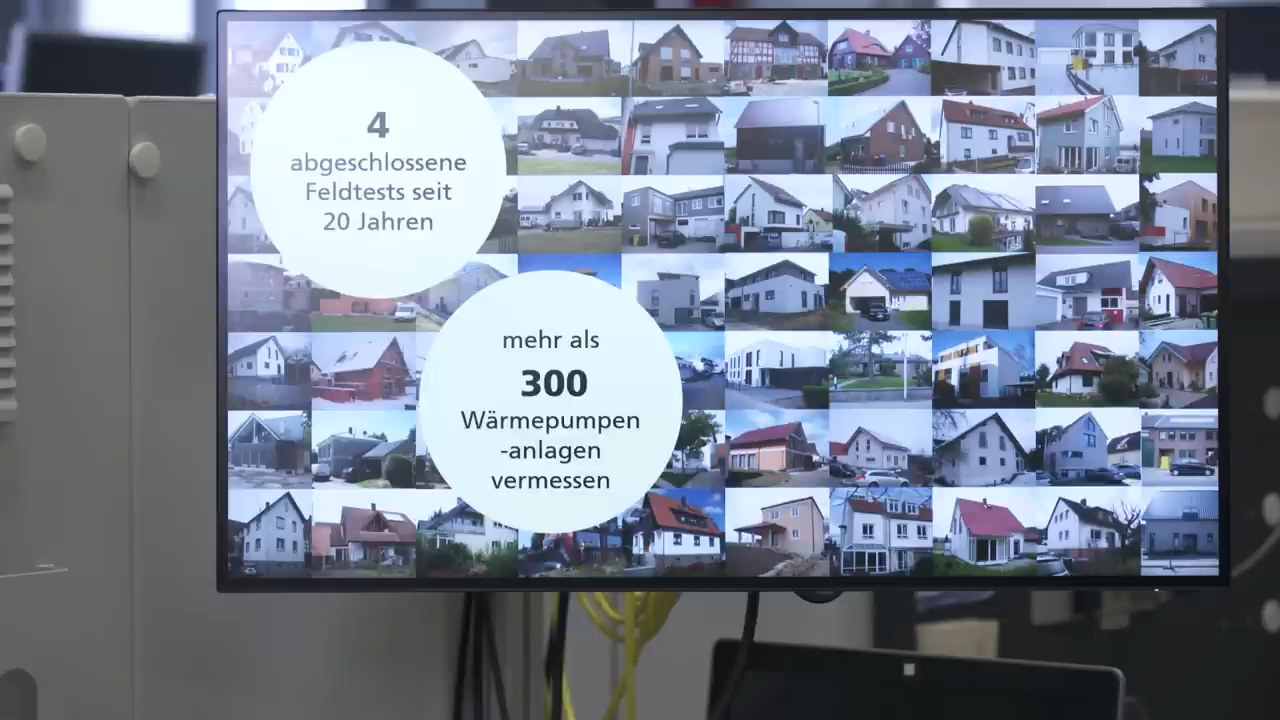 4
abgeschlossene
Feldtests seit
20 Jahren
mehr als
300
Wärmepumpen
-anlagen
vermessen